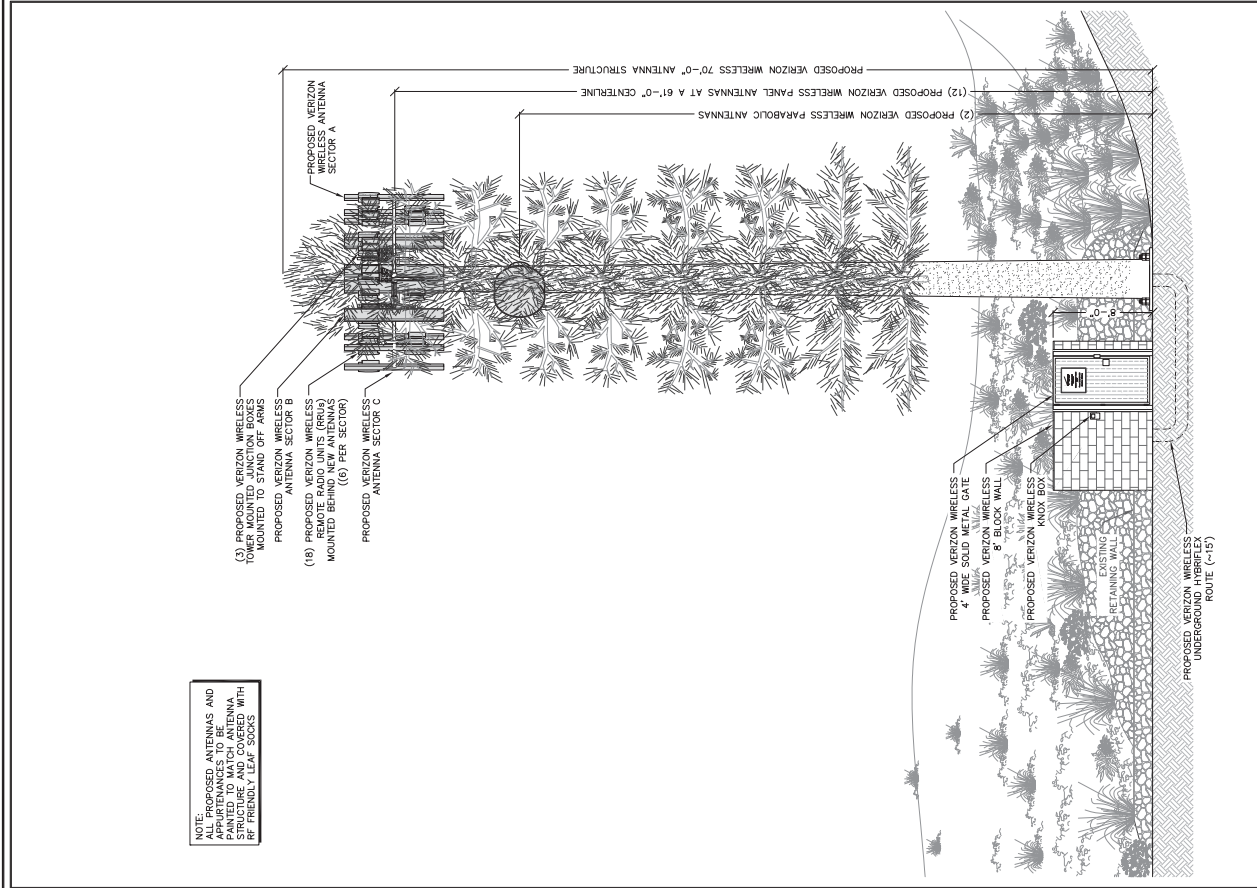 NOTE:
ALL PROPOSED ANTENNAS AND
APPURTENANCES TO BE
PAINTED TO MATCH ANTENNA
STRUCTURE AND COVERED WITH
RF FRIENDLY LEAF SOCKS
(3) PROPOSED VERIZON WIRELESS
TOWER MOUNTED JUNCTION BOXES
MOUNTED TO STAND OFF ARMS
PROPOSED VERIZON WIRELESS
ANTENNA SECTOR B
(18) PROPOSED VERIZON WIRELESS
REMOTE RADIO UNITS (RRUs)
MOUNTED BEHIND NEW ANTENNAS
((6) PER SECTOR)
PROPOSED VERIZON WIRELESS
ANTENNA SECTOR C
PROPOSED VERIZON
WIRELESS ANTENNA
SECTOR A
PROPOSED VERIZON WIRELESS 70'-0" ANTENNA STRUCTURE
(12) PROPOSED VERIZON WIRELESS PANEL ANTENNAS AT A 61'-0" CENTERLINE
(2) PROPOSED VERIZON WIRELESS PARABOLIC ANTENNAS
8'-0"
PROPOSED VERIZON WIRELESS
4' WIDE SOLID METAL GATE
PROPOSED VERIZON WIRELESS
8' BLOCK WALL
PROPOSED VERIZON WIRELESS
KNOX BOX
EXISTING
RETAINING WALL
PROPOSED VERIZON WIRELESS
UNDERGROUND HYBRIFLEX
ROUTE (~15')